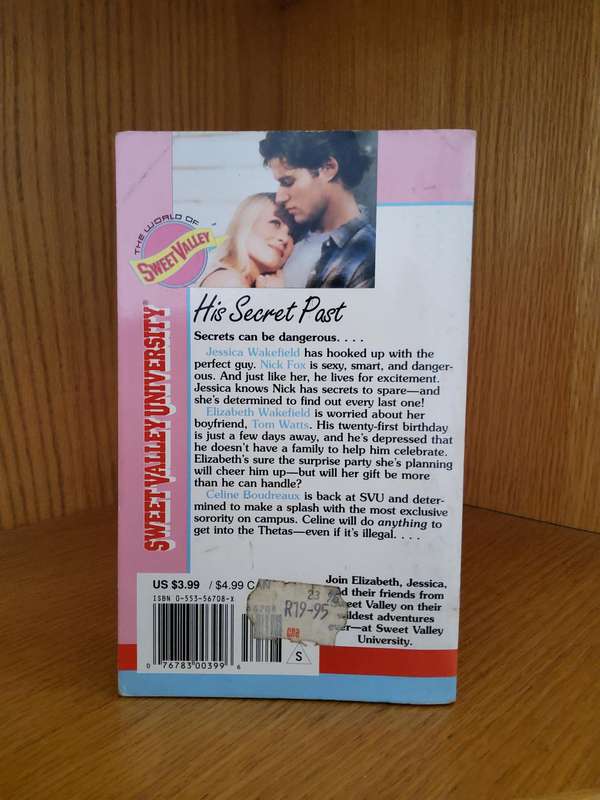 THE WORLD OF
SWEET VALLEY
SWEET VALLEY UNIVERSITY®
His Secret Past
Secrets can be dangerous. . . .
Jessica Wakefield has hooked up with the
perfect guy. Nick Fox is sexy, smart, and danger-
ous. And just like her, he lives for excitement.
Jessica knows Nick has secrets to spare—and
she's determined to find out every last one!
Elizabeth Wakefield is worried about her
boyfriend, Tom Watts. His twenty-first birthday
is just a few days away, and he's depressed that
he doesn't have a family to help him celebrate.
Elizabeth's sure the surprise party she's planning
will cheer him up—but will her gift be more
than he can handle?
Celine Boudreaux is back at SVU and deter-
mined to make a splash with the most exclusive
sorority on campus. Celine will do anything to
get into the Thetas—even if it's illegal. . . .
US $3.99 / $4.99 CAN
ISBN 0-553-56708-X
56708
R19-95
CNA
S
0 76783 00399 6
Join Elizabeth, Jessica,
their friends from
Valley on their
adventures
at Sweet Valley
University.